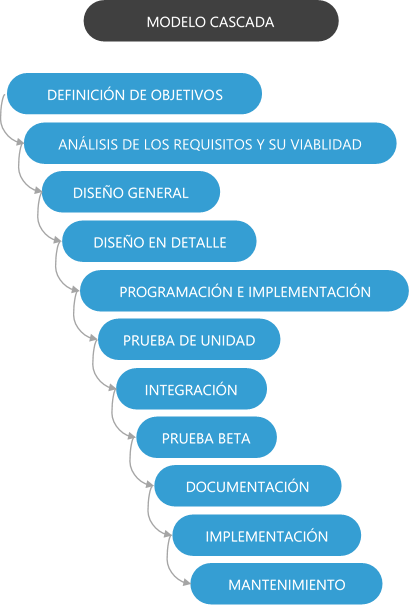 MODELO CASCADA
DEFINICIÓN DE OBJETIVOS
ANÁLISIS DE LOS REQUISITOS Y SU VIABLIDAD
DISEÑO GENERAL
DISEÑO EN DETALLE
PROGRAMACIÓN E IMPLEMENTACIÓN
PRUEBA DE UNIDAD
INTEGRACIÓN
PRUEBA BETA
DOCUMENTACIÓN
IMPLEMENTACIÓN
MANTENIMIENTO